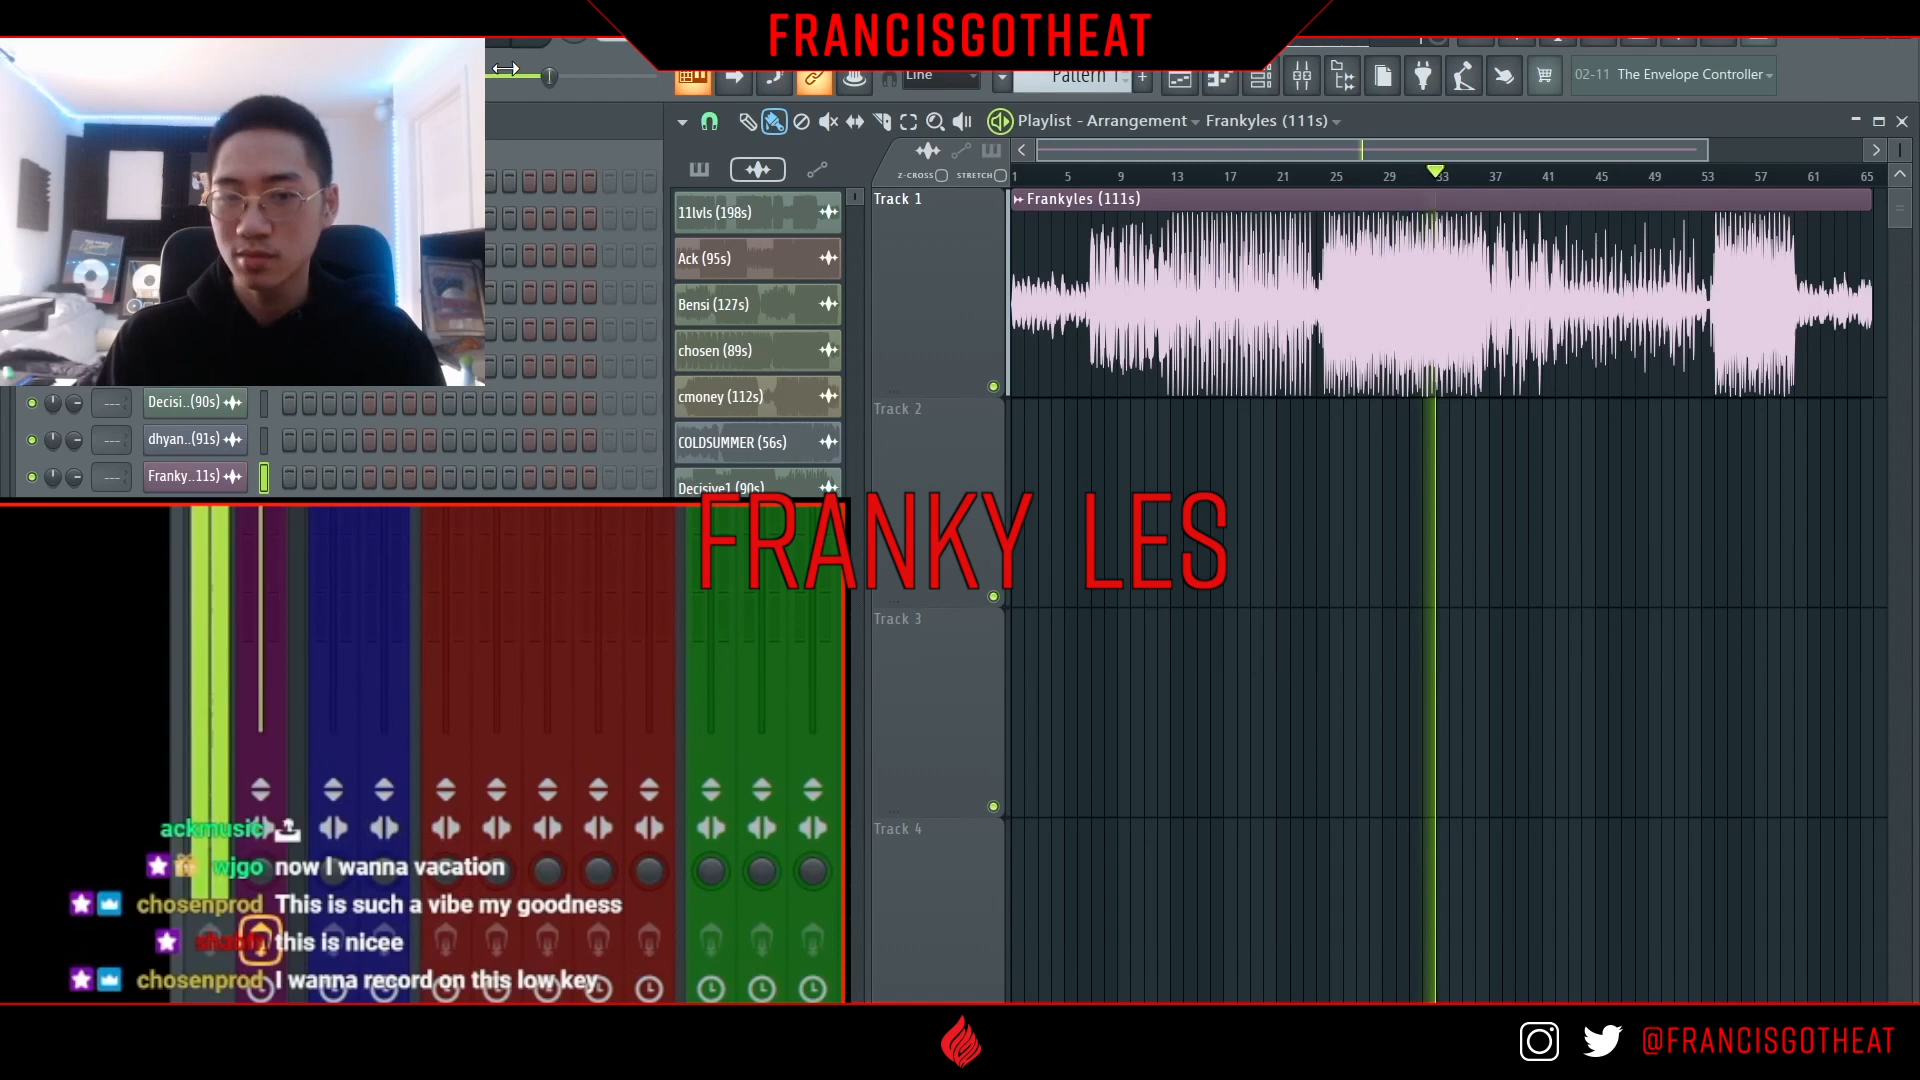 FRANCISGOTHEAT
Line
Pattern 1
02-11 The Envelope Controller
Playlist - Arrangement Frankyles (111s)
Z-CROSS STRETCH
1 5 9 13 17 21 25 29 33 37 41 45 49 53 57 61 65
Track 1
Frankyles (111s)
11lvls (198s)
Ack (95s)
Bensi (127s)
chosen (89s)
cmoney (112s)
COLDSUMMER (56s)
Decisive1 (90s)
Decisi..(90s)
dhyan..(91s)
Franky..11s)
Track 2
FRANKY LES
Track 3
Track 4
ackmusic
wjgo now I wanna vacation
chosenprod This is such a vibe my goodness
this is nicee
chosenprod I wanna record on this low key
@FRANCISGOTHEAT